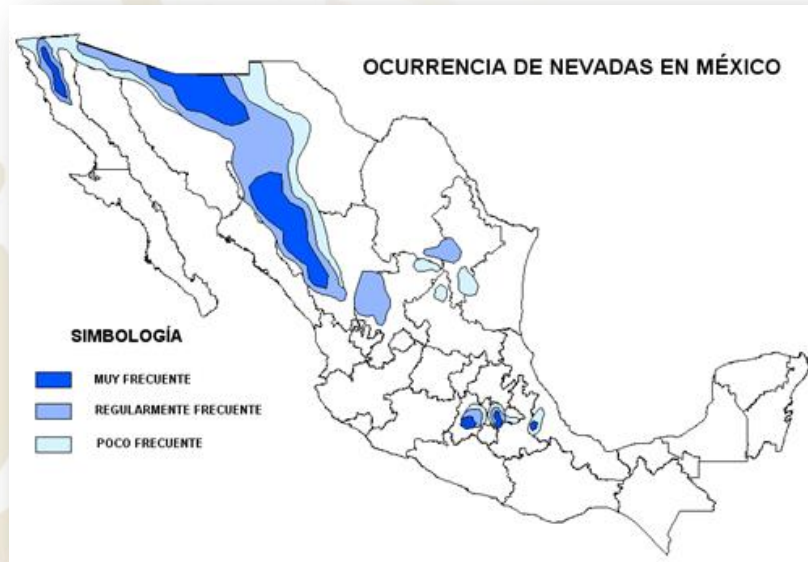 OCURRENCIA DE NEVADAS EN MÉXICO
SIMBOLOGÍA
MUY FRECUENTE
REGULARMENTE FRECUENTE
POCO FRECUENTE